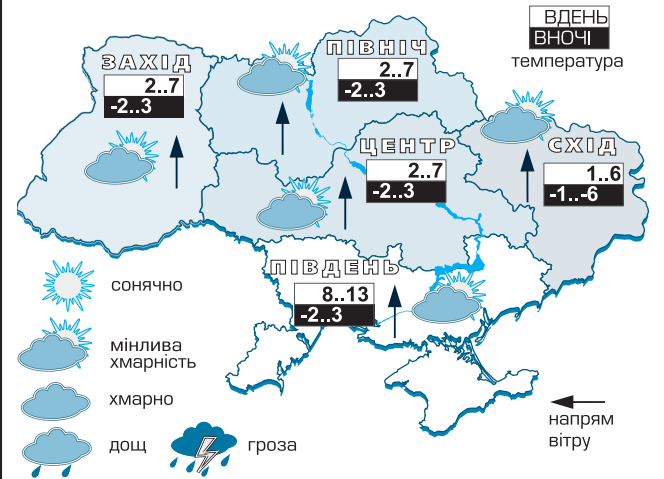 ВДЕНЬ
ВНОЧІ
температура
ЗАХІД
2..7
-2..3
ПІВНІЧ
2..7
-2..3
ЦЕНТР
2..7
-2..3
СХІД
1..6
-1..-6
ПІВДЕНЬ
8..13
-2..3
сонячно
мінлива
хмарність
хмарно
дощ
гроза
напрям
вітру